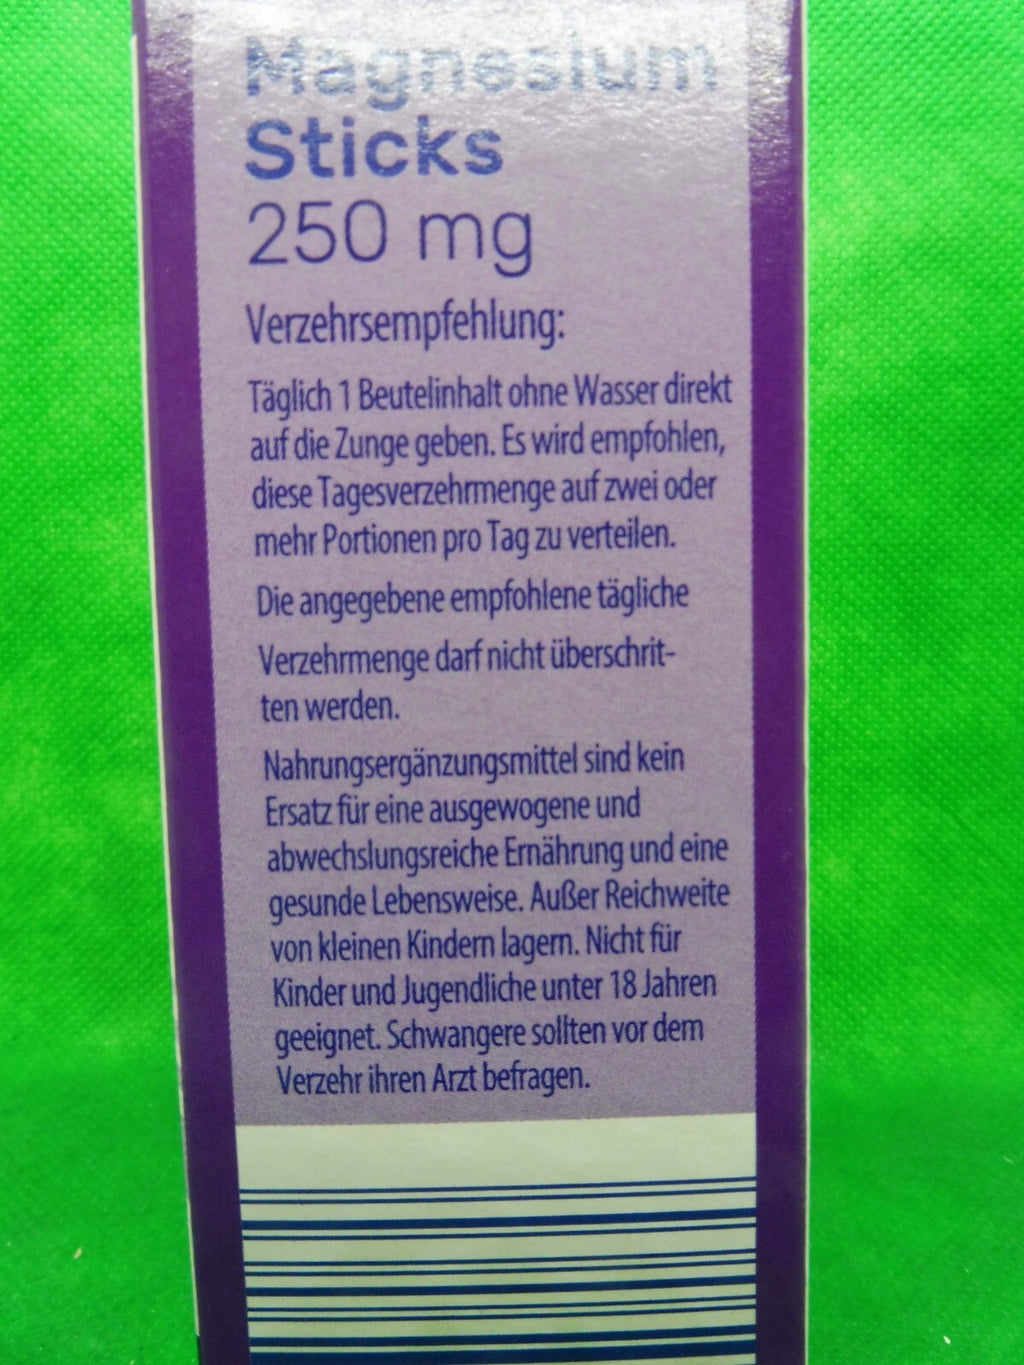 Magnesium
Sticks
250 mg
Verzehrsempfehlung:
Täglich 1 Beutelinhalt ohne Wasser direkt
auf die Zunge geben. Es wird empfohlen,
diese Tagesverzehrmenge auf zwei oder
mehr Portionen pro Tag zu verteilen.
Die angegebene empfohlene tägliche
Verzehrmenge darf nicht überschrit-
ten werden.
Nahrungsergänzungsmittel sind kein
Ersatz für eine ausgewogene und
abwechslungsreiche Ernährung und eine
gesunde Lebensweise. Außer Reichweite
von kleinen Kindern lagern. Nicht für
Kinder und Jugendliche unter 18 Jahren
geeignet. Schwangere sollten vor dem
Verzehr ihren Arzt befragen.